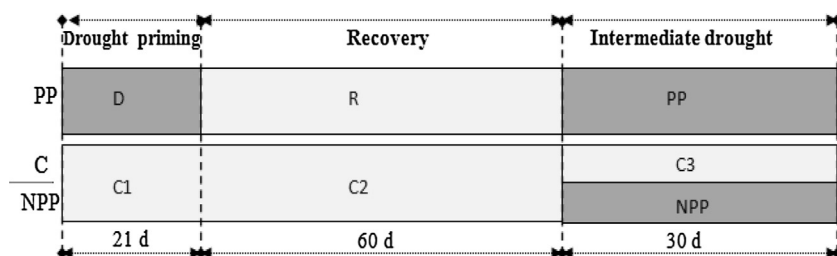 Drought priming Recovery Intermediate drought
PP D R PP
C C1 C2 C3
NPP NPP
21 d 60 d 30 d